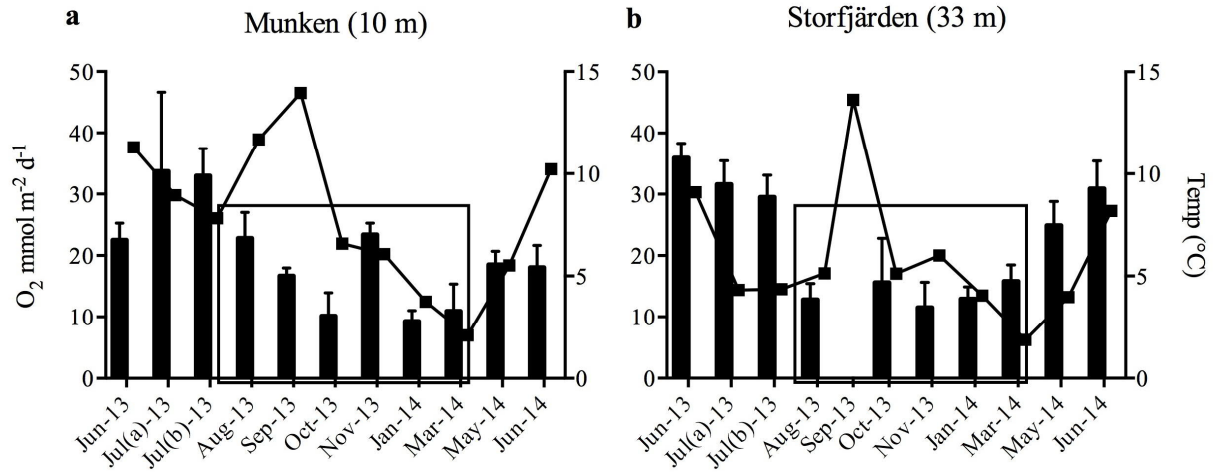 a
Munken (10 m)
O₂ mmol m⁻² d⁻¹
50
40
30
20
10
0
15
10
5
0
Jun-13
Jul(a)-13
Jul(b)-13
Aug-13
Sep-13
Oct-13
Nov-13
Jan-14
Mar-14
May-14
Jun-14
b
Storfjärden (33 m)
50
40
30
20
10
0
15
10
5
0
Temp (°C)
Jun-13
Jul(a)-13
Jul(b)-13
Aug-13
Sep-13
Oct-13
Nov-13
Jan-14
Mar-14
May-14
Jun-14